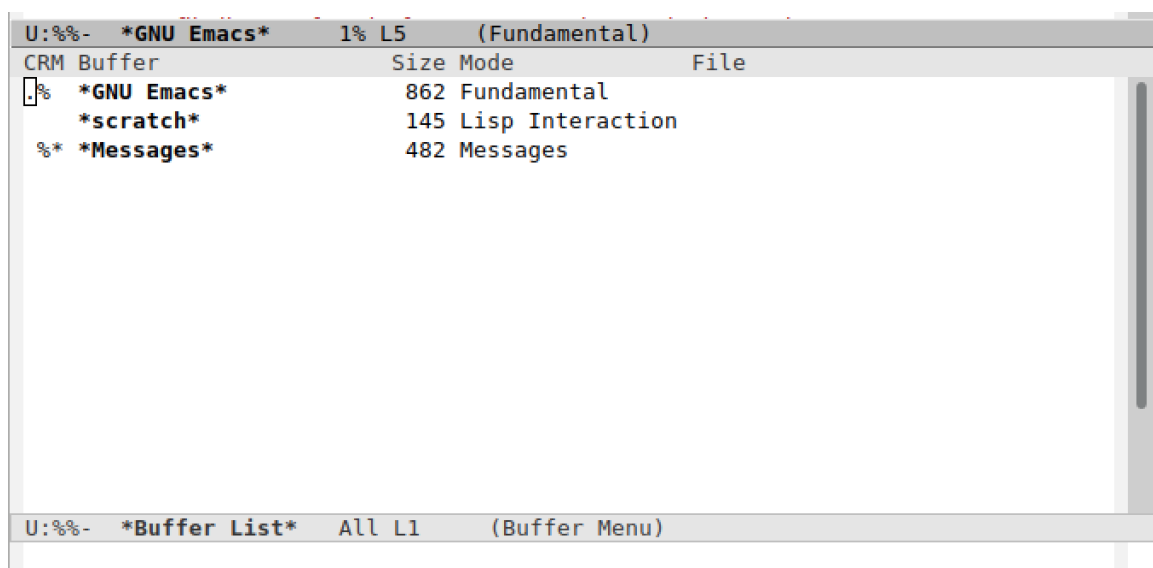 U:%%-  *GNU Emacs*     1% L5     (Fundamental)
CRM Buffer                 Size Mode             File
.%  *GNU Emacs*             862 Fundamental
    *scratch*               145 Lisp Interaction
 %* *Messages*              482 Messages
U:%%-  *Buffer List*   All L1     (Buffer Menu)